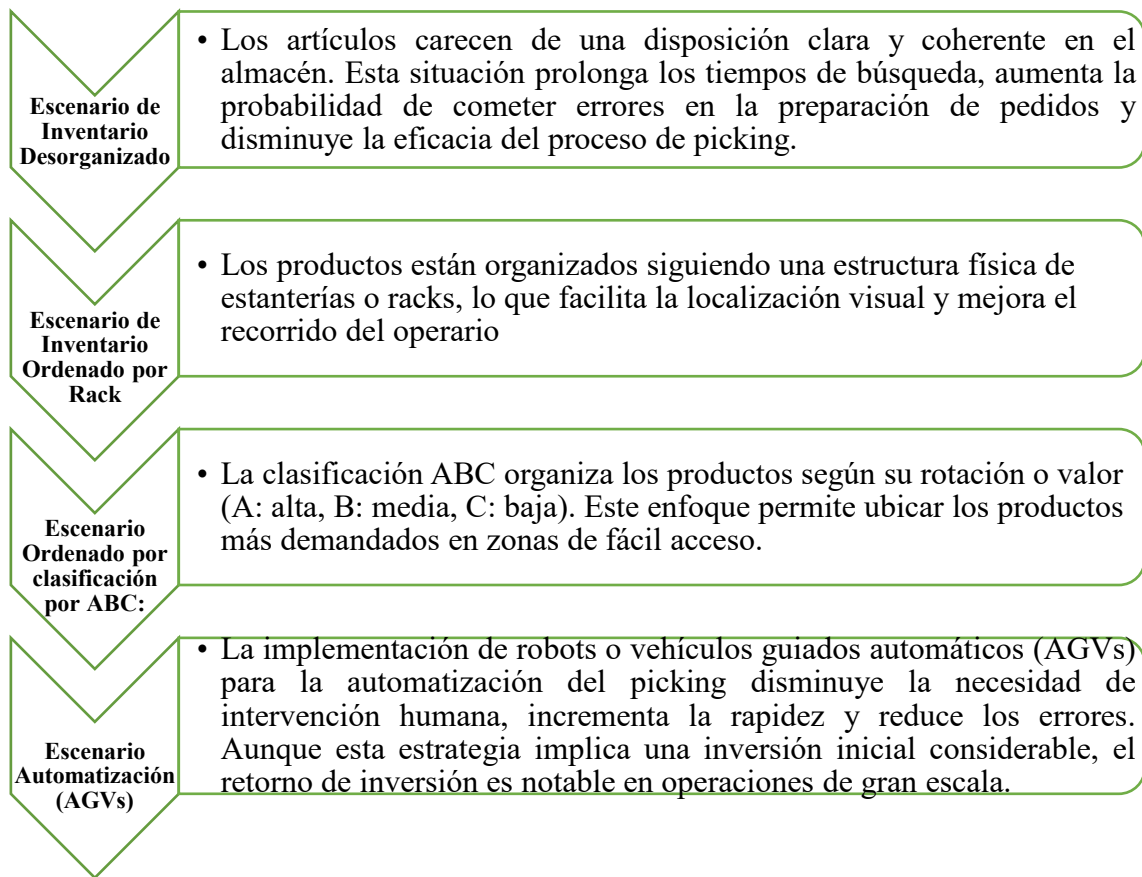 Escenario de
Inventario
Desorganizado
• Los artículos carecen de una disposición clara y coherente en el
almacén. Esta situación prolonga los tiempos de búsqueda, aumenta la
probabilidad de cometer errores en la preparación de pedidos y
disminuye la eficacia del proceso de picking.
Escenario de
Inventario
Ordenado por
Rack
• Los productos están organizados siguiendo una estructura física de
estanterías o racks, lo que facilita la localización visual y mejora el
recorrido del operario
Escenario
Ordenado por
clasificación
por ABC:
• La clasificación ABC organiza los productos según su rotación o valor
(A: alta, B: media, C: baja). Este enfoque permite ubicar los productos
más demandados en zonas de fácil acceso.
Escenario
Automatización
(AGVs)
• La implementación de robots o vehículos guiados automáticos (AGVs)
para la automatización del picking disminuye la necesidad de
intervención humana, incrementa la rapidez y reduce los errores.
Aunque esta estrategia implica una inversión inicial considerable, el
retorno de inversión es notable en operaciones de gran escala.